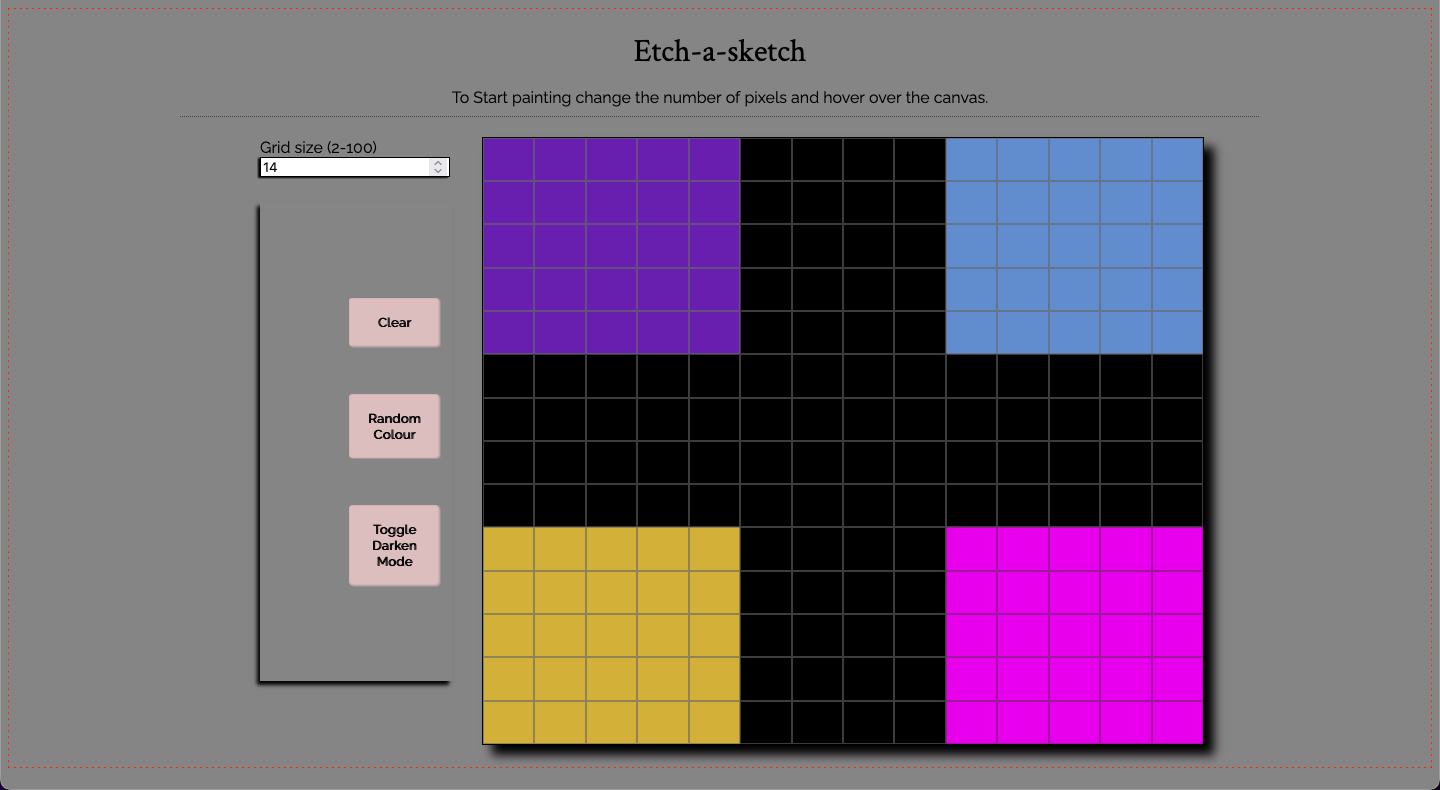 Etch-a-sketch
To Start painting change the number of pixels and hover over the canvas.
Grid size (2-100)
14
Clear
Random
Colour
Toggle
Darken
Mode